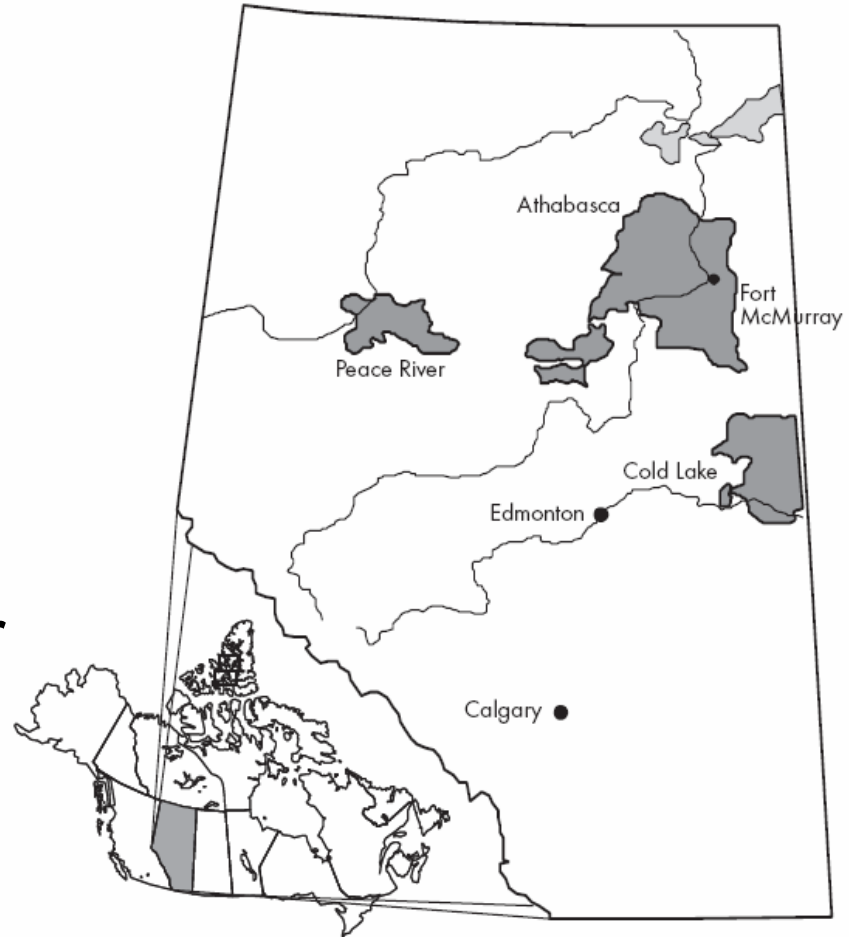 Athabasca
Fort
McMurray
Peace River
Cold Lake
Edmonton
Calgary